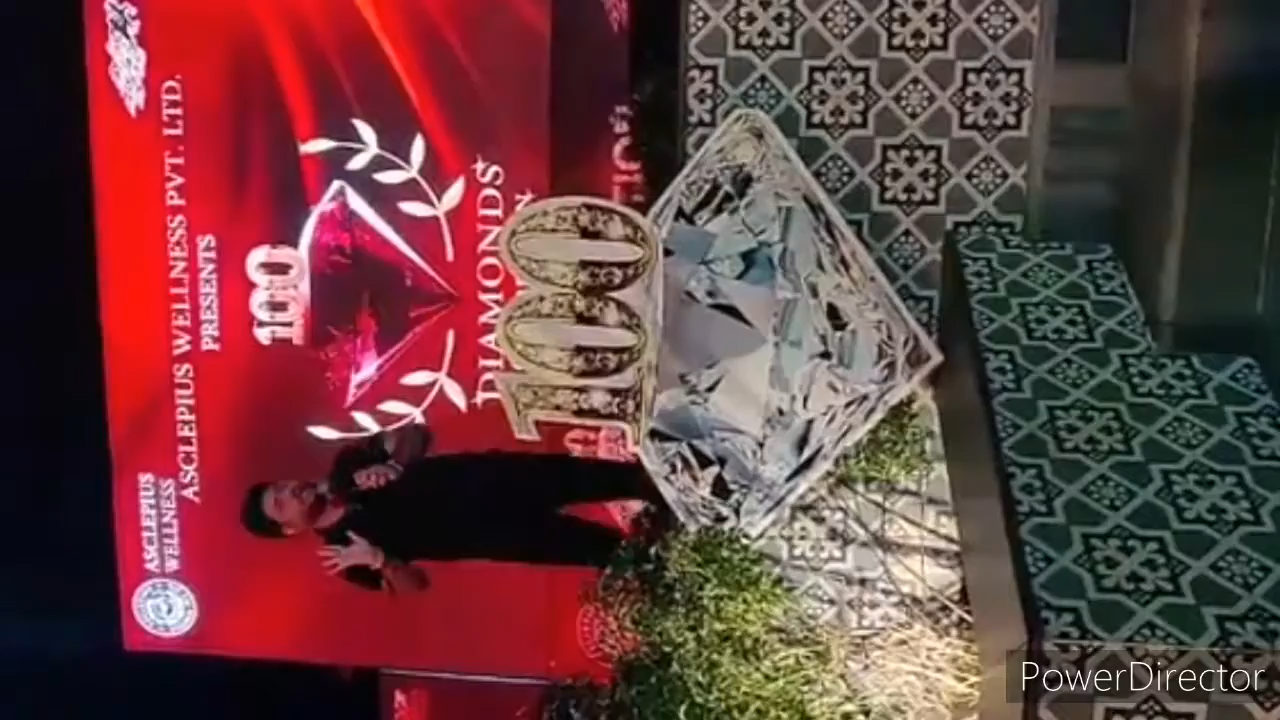 ASCLEPIUS
WELLNESS
ASCLEPIUS WELLNESS PVT. LTD.
PRESENTS
100
DIAMONDS
100
PowerDirector